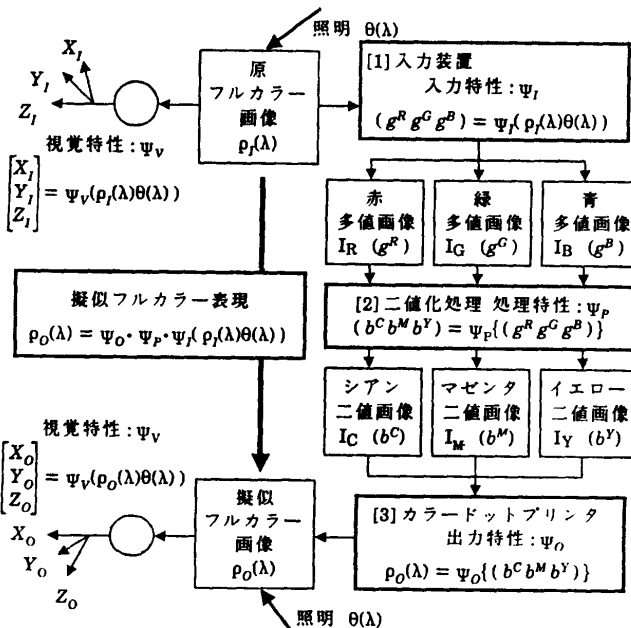 照明 θ(λ)
X_I
Y_I
Z_I
原
フルカラー
画像
ρ_I(λ)
[1]入力装置
入力特性:Ψ_I
(g^R g^G g^B)=Ψ_I(ρ_I(λ)θ(λ))
視覚特性:Ψ_V
[X_I Y_I Z_I] = Ψ_V(ρ_I(λ)θ(λ))
赤
多値画像
I_R (g^R)
緑
多値画像
I_G (g^G)
青
多値画像
I_B (g^B)
擬似フルカラー表現
ρ_O(λ) = Ψ_O・Ψ_P・Ψ_I(ρ_I(λ)θ(λ))
[2]二値化処理 処理特性:Ψ_P
(b^C b^M b^Y)=Ψ_P{(g^R g^G g^B)}
シアン
二値画像
I_C (b^C)
マゼンタ
二値画像
I_M (b^M)
イエロー
二値画像
I_Y (b^Y)
視覚特性:Ψ_V
[X_O Y_O Z_O] = Ψ_V(ρ_O(λ)θ(λ))
X_O
Y_O
Z_O
擬似
フルカラー
画像
ρ_O(λ)
[3]カラードットプリンタ
出力特性:Ψ_O
ρ_O(λ)=Ψ_O{(b^C b^M b^Y)}
照明 θ(λ)